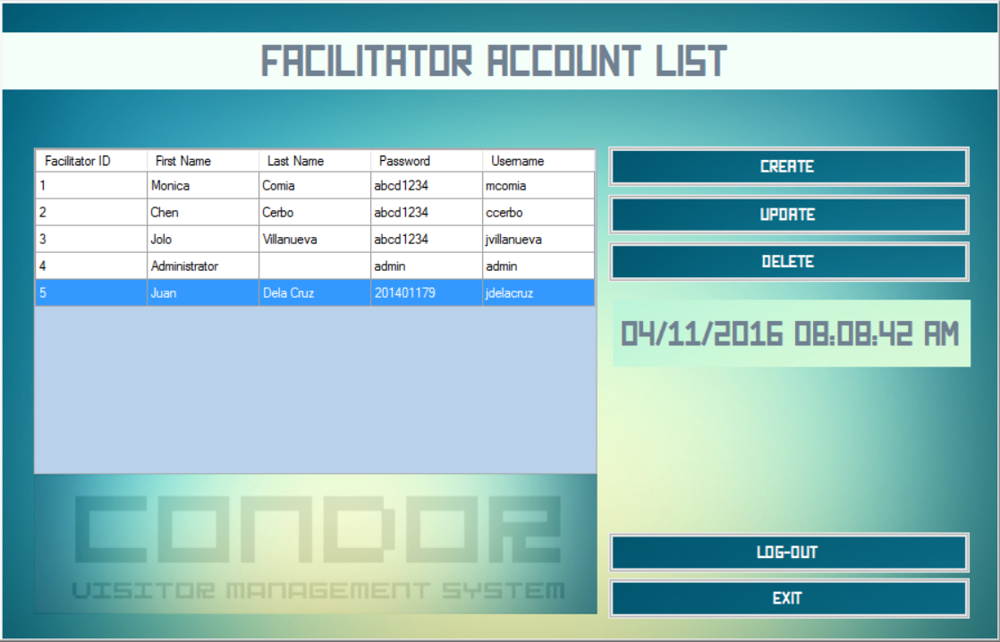 FACILITATOR ACCOUNT LIST
Facilitator ID First Name Last Name Password Username
1 Monica Comia abcd1234 mcomia
2 Chen Cerbo abcd1234 ccerbo
3 Jolo Villanueva abcd1234 jvillanueva
4 Administrator admin admin
5 Juan Dela Cruz 201401179 jdelacruz
CREATE
UPDATE
DELETE
04/11/2016 08:08:42 AM
CONDOR
VISITOR MANAGEMENT SYSTEM
LOG-OUT
EXIT